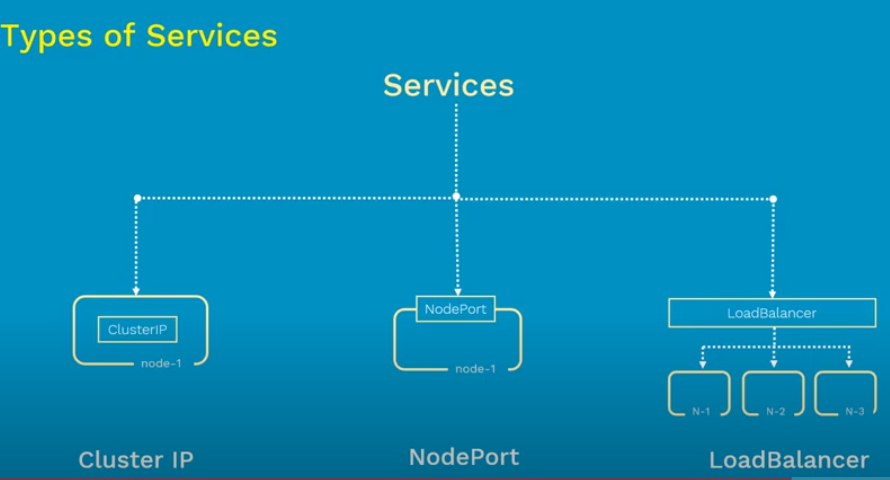 Types of Services
Services
ClusterIP
node-1
NodePort
node-1
LoadBalancer
N-1
N-2
N-3
Cluster IP
NodePort
LoadBalancer